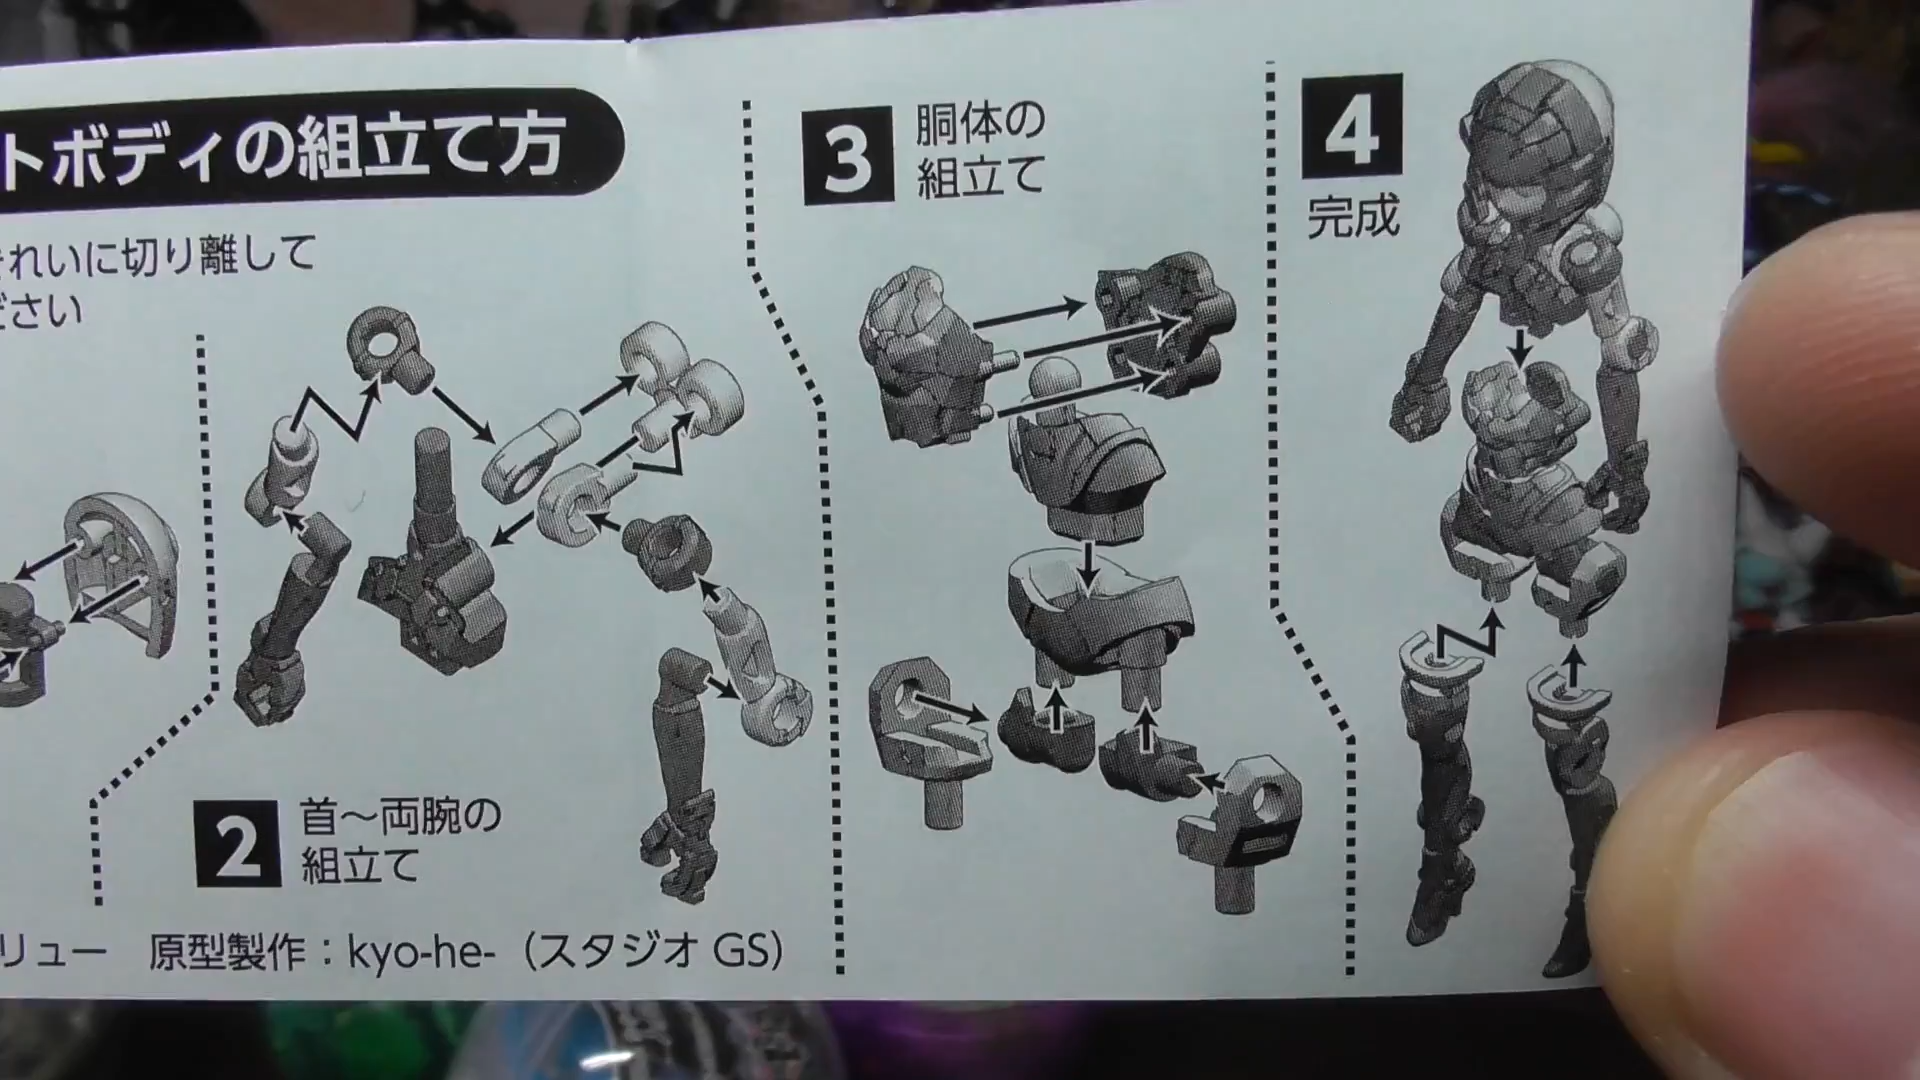 トボディの組立て方
きれいに切り離して
ださい
2
首〜両腕の
組立て
3
胴体の
組立て
4
完成
リュー 原型製作：kyo-he-（スタジオ GS）